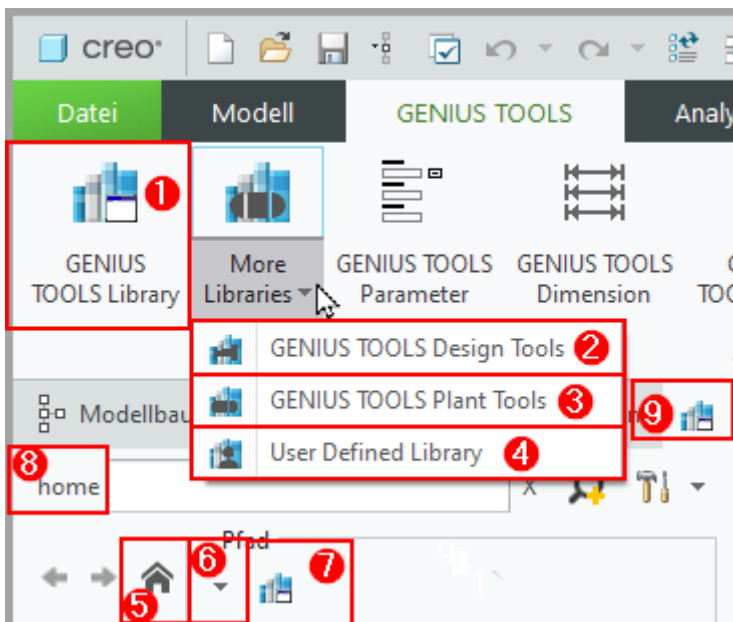 creo®
Datei Modell GENIUS TOOLS Analy
1
GENIUS TOOLS Library
More Libraries
GENIUS TOOLS Parameter
GENIUS TOOLS Dimension
GENIUS TOOLS Design Tools 2
GENIUS TOOLS Plant Tools 3
User Defined Library 4
Modellbau
9
8
home
X
Pfad
6
7
5